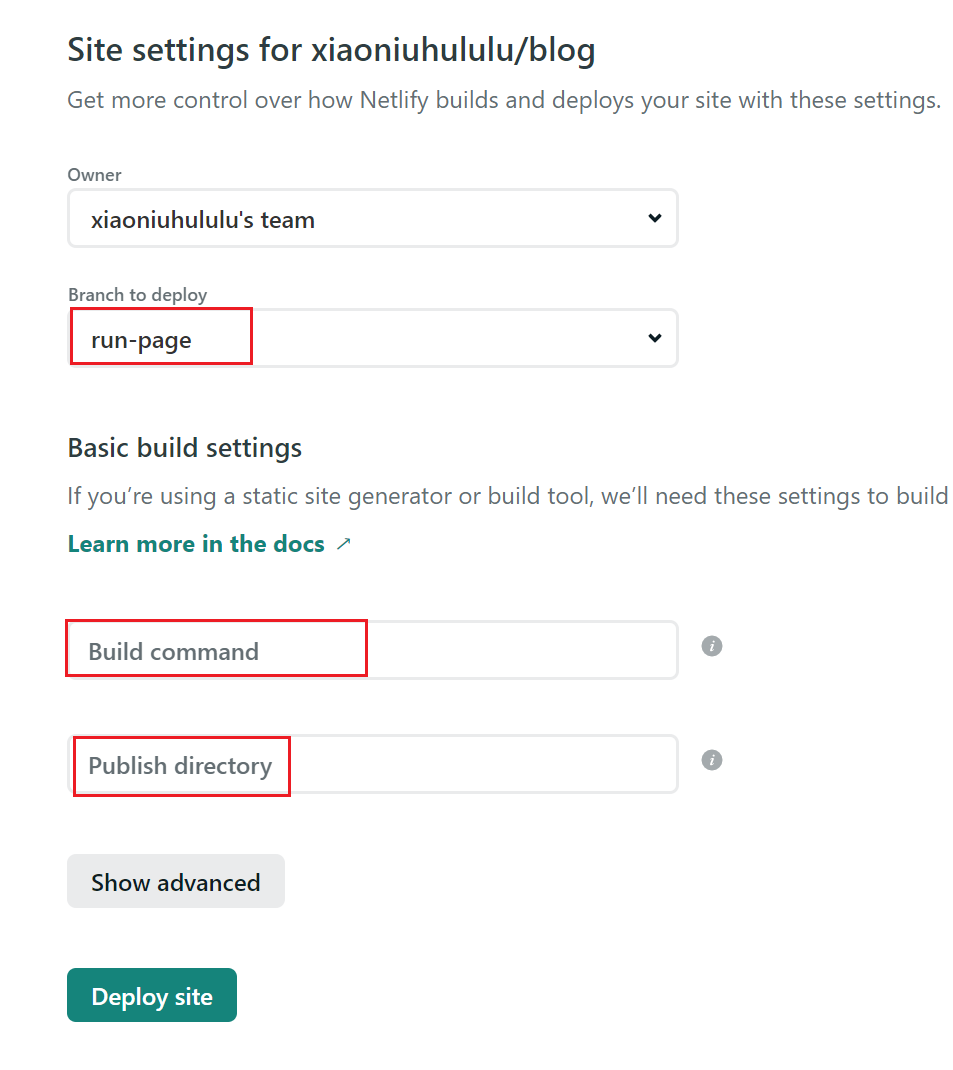 Site settings for xiaoniuhululu/blog
Get more control over how Netlify builds and deploys your site with these settings.
Owner
xiaoniuhululu's team
Branch to deploy
run-page
Basic build settings
If you’re using a static site generator or build tool, we’ll need these settings to build
Learn more in the docs ↗
Build command
i
Publish directory
i
Show advanced
Deploy site